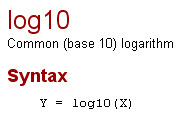 log10
Common (base 10) logarithm
Syntax
Y = log10(X)